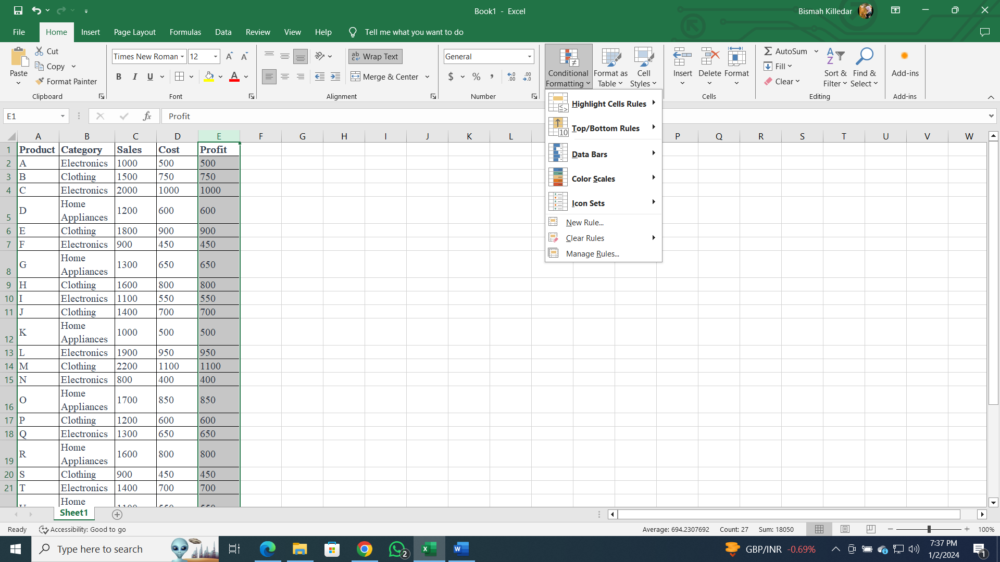 Book1 - Excel
Bismah Killedar
File Home Insert Page Layout Formulas Data Review View Help Tell me what you want to do
Paste
Cut
Copy
Format Painter
Clipboard
Times New Roman 12
B I U A
Font
ab Wrap Text
Merge & Center
Alignment
General
$ % ,
Number
Conditional Formatting
Format as Table
Cell Styles
Insert Delete Format
Cells
AutoSum
Fill
Clear
Sort & Filter
Find & Select
Editing
Add-ins
Add-ins
E1 fx Profit
Highlight Cells Rules
Top/Bottom Rules
Data Bars
Color Scales
Icon Sets
New Rule...
Clear Rules
Manage Rules...
A B C D E F G H I J K L P Q R S T U V W
1 Product Category Sales Cost Profit
2 A Electronics 1000 500 500
3 B Clothing 1500 750 750
4 C Electronics 2000 1000 1000
5 D Home Appliances 1200 600 600
6 E Clothing 1800 900 900
7 F Electronics 900 450 450
8 G Home Appliances 1300 650 650
9 H Clothing 1600 800 800
10 I Electronics 1100 550 550
11 J Clothing 1400 700 700
12 K Home Appliances 1000 500 500
13 L Electronics 1900 950 950
14 M Clothing 2200 1100 1100
15 N Electronics 800 400 400
16 O Home Appliances 1700 850 850
17 P Clothing 1200 600 600
18 Q Electronics 1300 650 650
19 R Home Appliances 1600 800 800
20 S Clothing 900 450 450
21 T Electronics 1400 700 700
Home
Sheet1
Ready Accessibility: Good to go
Average: 694.2307692 Count: 27 Sum: 18050
100%
Type here to search
2
GBP/INR -0.69%
7:37 PM
1/2/2024
1